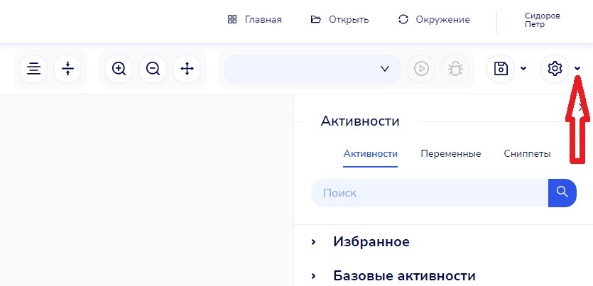 Главная
Открыть
Окружение
Сидоров
Петр
Активности
Активности
Переменные
Сниппеты
Поиск
Избранное
Базовые активности